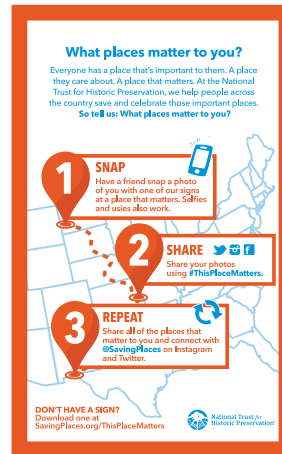 What places matter to you?
Everyone has a place that's important to them. A place
they care about. A place that matters. At the National
Trust for Historic Preservation, we help people across
the country save and celebrate those important places.
So tell us: What places matter to you?
1
SNAP
Have a friend snap a photo
of you with one of our signs
at a place that matters. Selfies
and usies also work.
2
SHARE
Share your photos
using #ThisPlaceMatters.
3
REPEAT
Share all of the places that
matter to you and connect with
@SavingPlaces on Instagram
and Twitter.
DON'T HAVE A SIGN?
Download one at
SavingPlaces.org/ThisPlaceMatters
National Trust for
Historic Preservation®